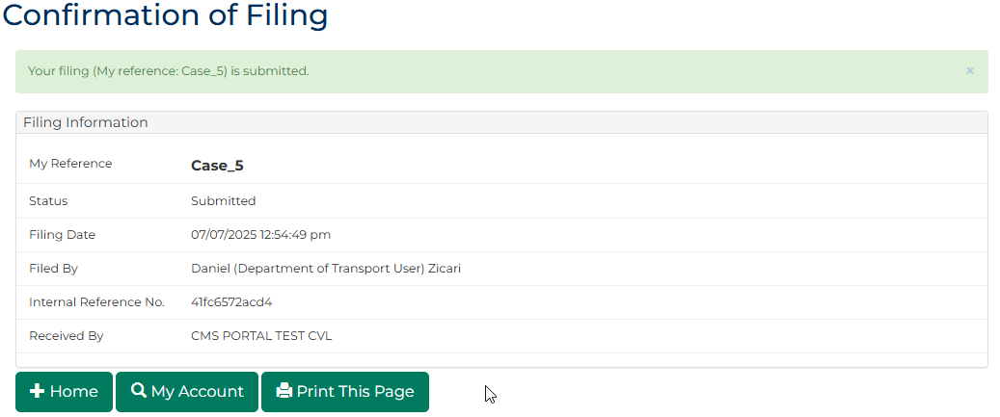 Confirmation of Filing
Your filing (My reference: Case_5) is submitted. ×
Filing Information
My Reference Case_5
Status Submitted
Filing Date 07/07/2025 12:54:49 pm
Filed By Daniel (Department of Transport User) Zicari
Internal Reference No. 41fc6572acd4
Received By CMS PORTAL TEST CVL
Home My Account Print This Page